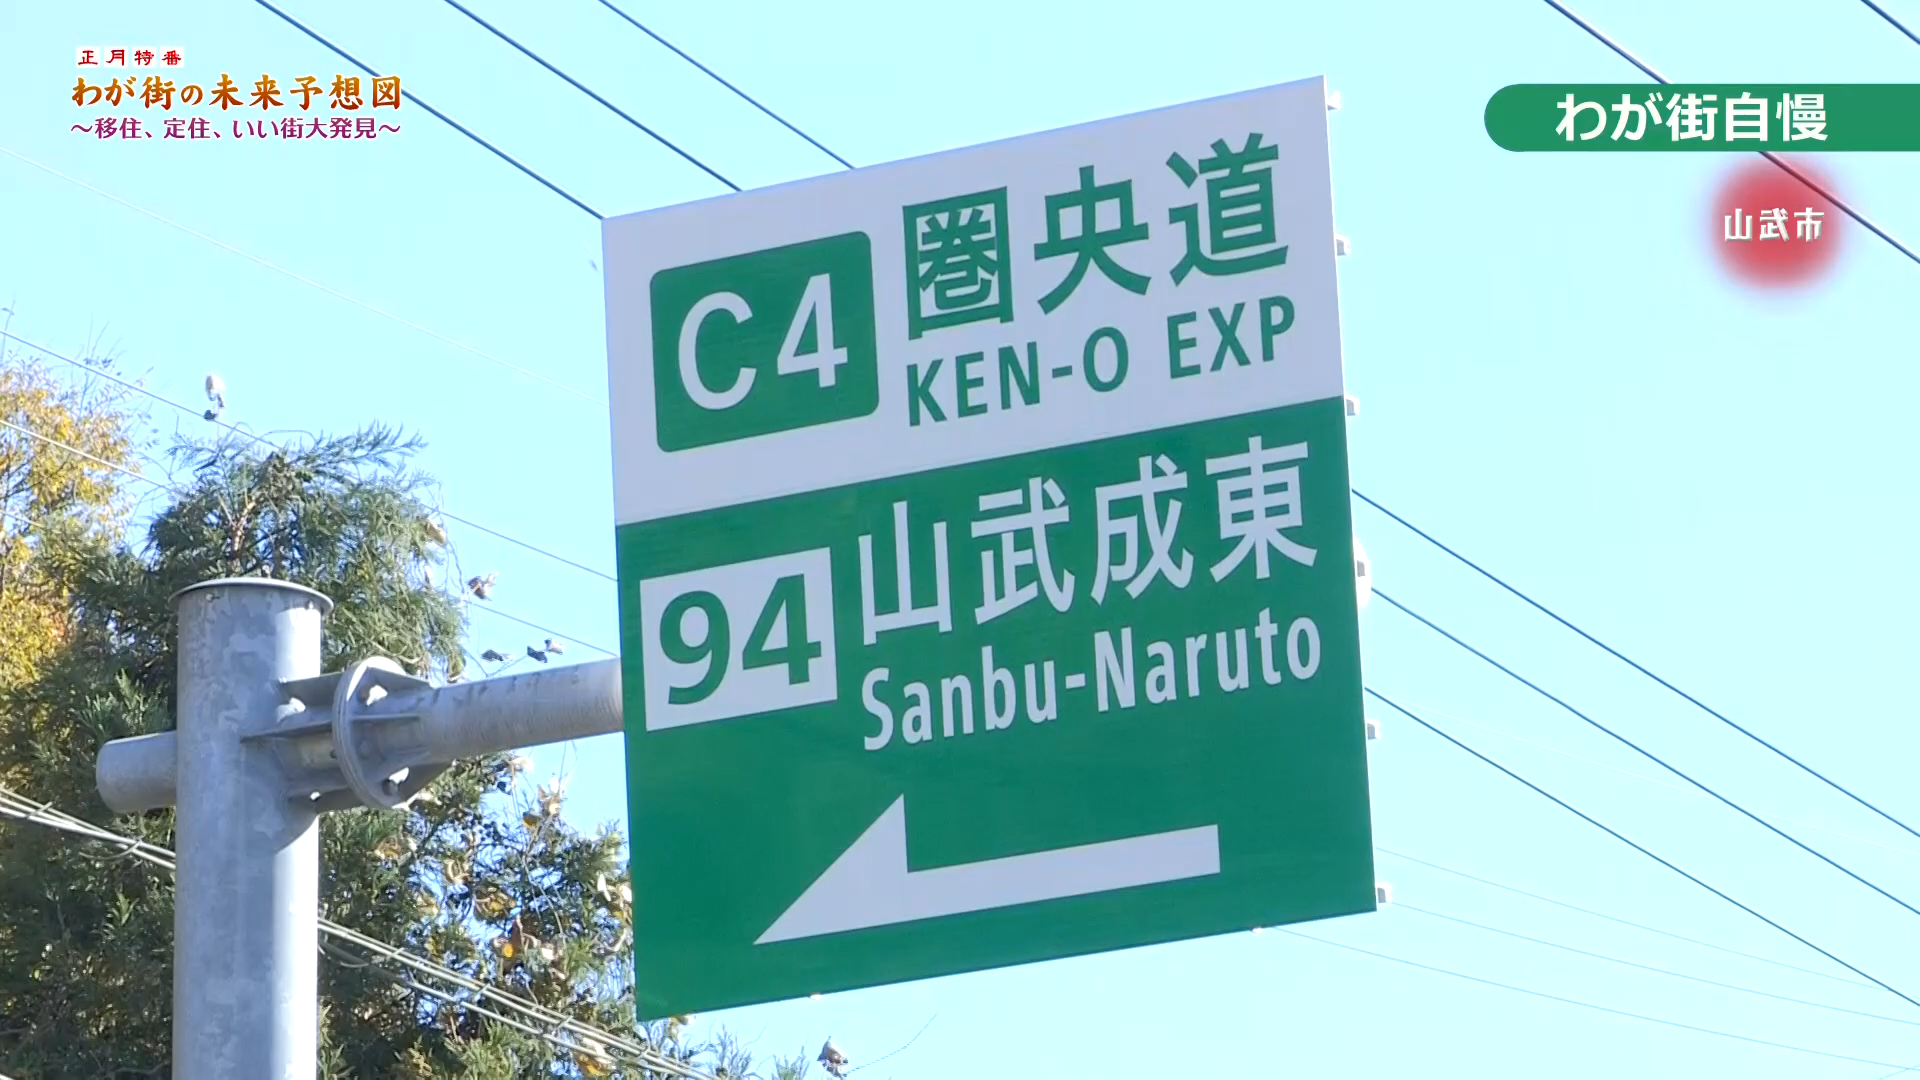 正月特番
わが街の未来予想図
～移住、定住、いい街大発見～
わが街自慢
山武市
C4 圏央道
KEN-O EXP
94 山武成東
Sanbu-Naruto